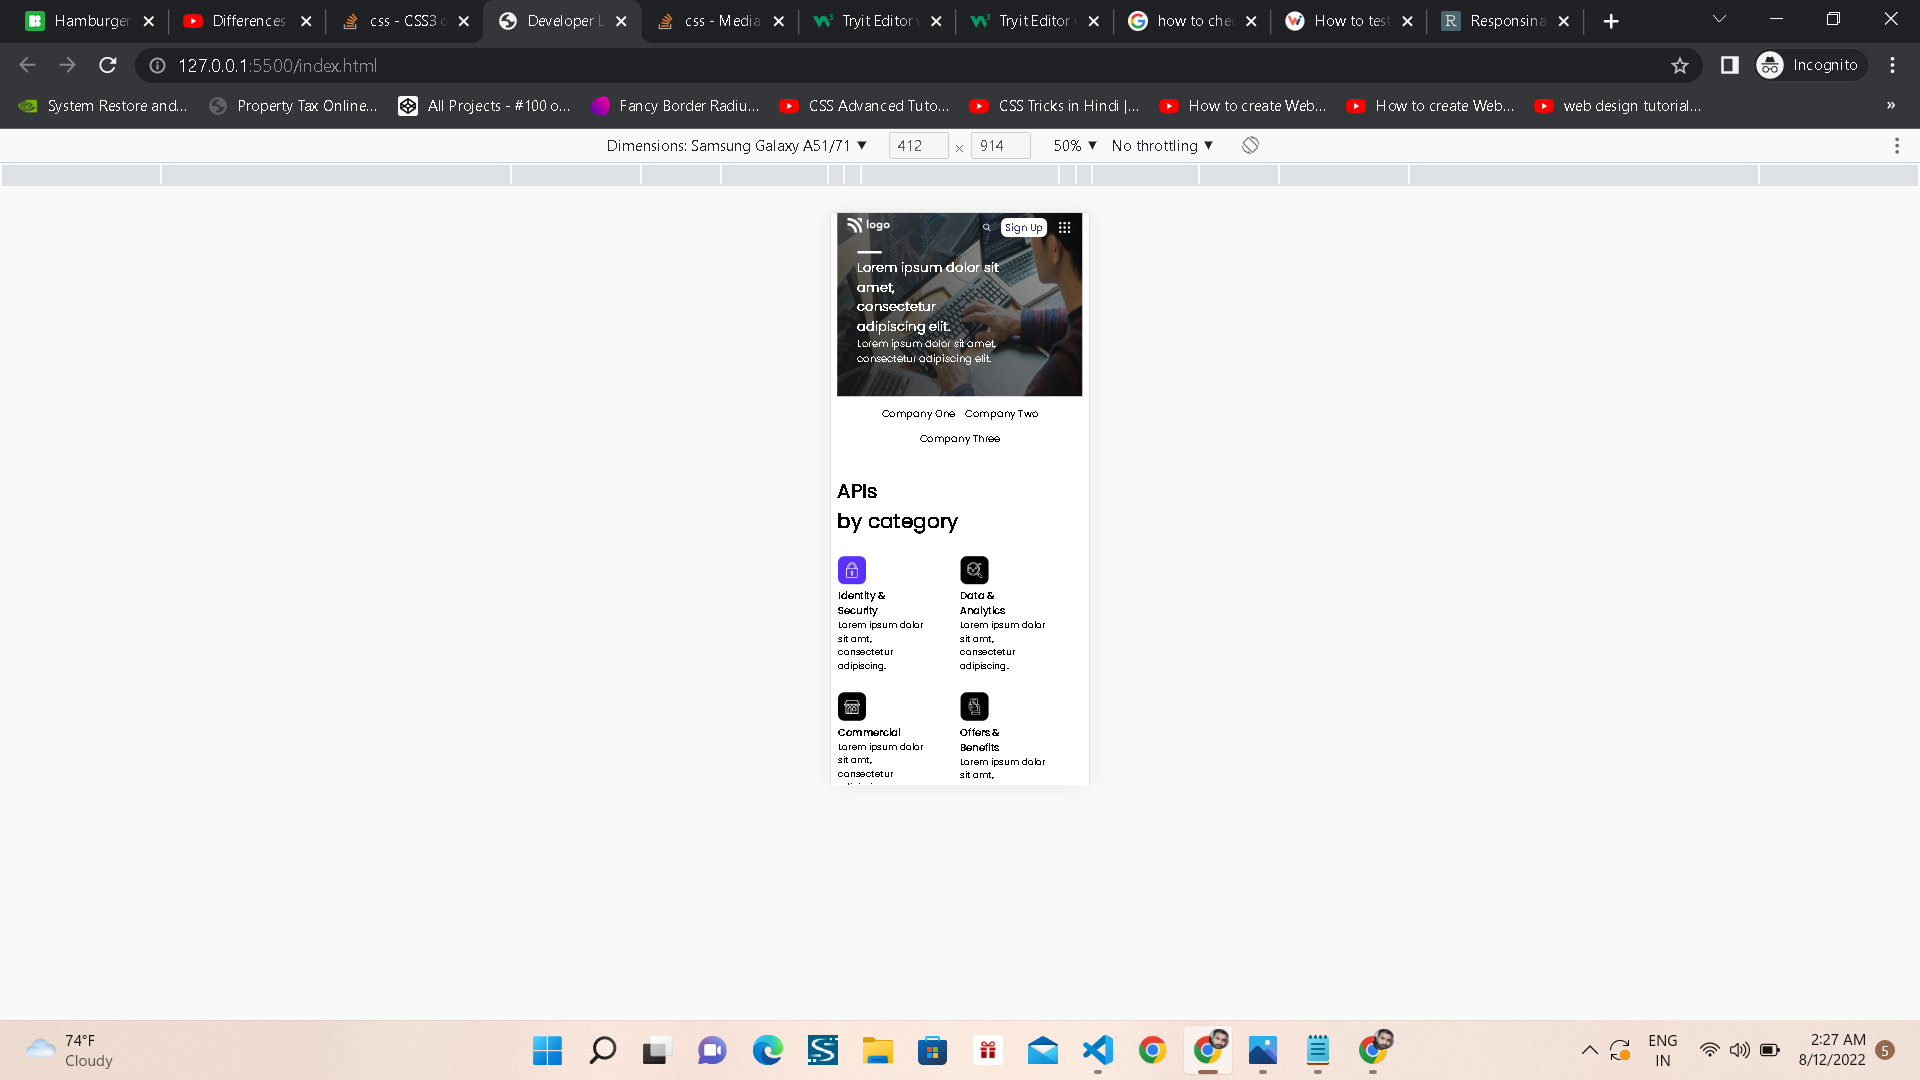 Hamburger
Differences
css - CSS3
Developer L
css - Media
Tryit Editor
Tryit Editor
how to che
How to test
Responsina
127.0.0.1:5500/index.html
Incognito
System Restore and...
Property Tax Online...
All Projects - #100 o...
Fancy Border Radiu...
CSS Advanced Tuto...
CSS Tricks in Hindi |...
How to create Web...
How to create Web...
web design tutorial...
»
Dimensions: Samsung Galaxy A51/71 ▼ 412 × 914 50% ▼ No throttling ▼
logo
Sign Up
Lorem ipsum dolor sit
amet,
consectetur
adipiscing elit.
Lorem ipsum dolor sit amet,
consectetur adipiscing elit.
Company One Company Two
Company Three
APIs
by category
Identity &
Security
Lorem ipsum dolor
sit amt,
consectetur
adipiscing.
Data &
Analytics
Lorem ipsum dolor
sit amt,
consectetur
adipiscing.
Commercial
Lorem ipsum dolor
sit amt,
consectetur
Offers &
Benefits
Lorem ipsum dolor
sit amt,
74°F
Cloudy
ENG
IN
2:27 AM
8/12/2022
5